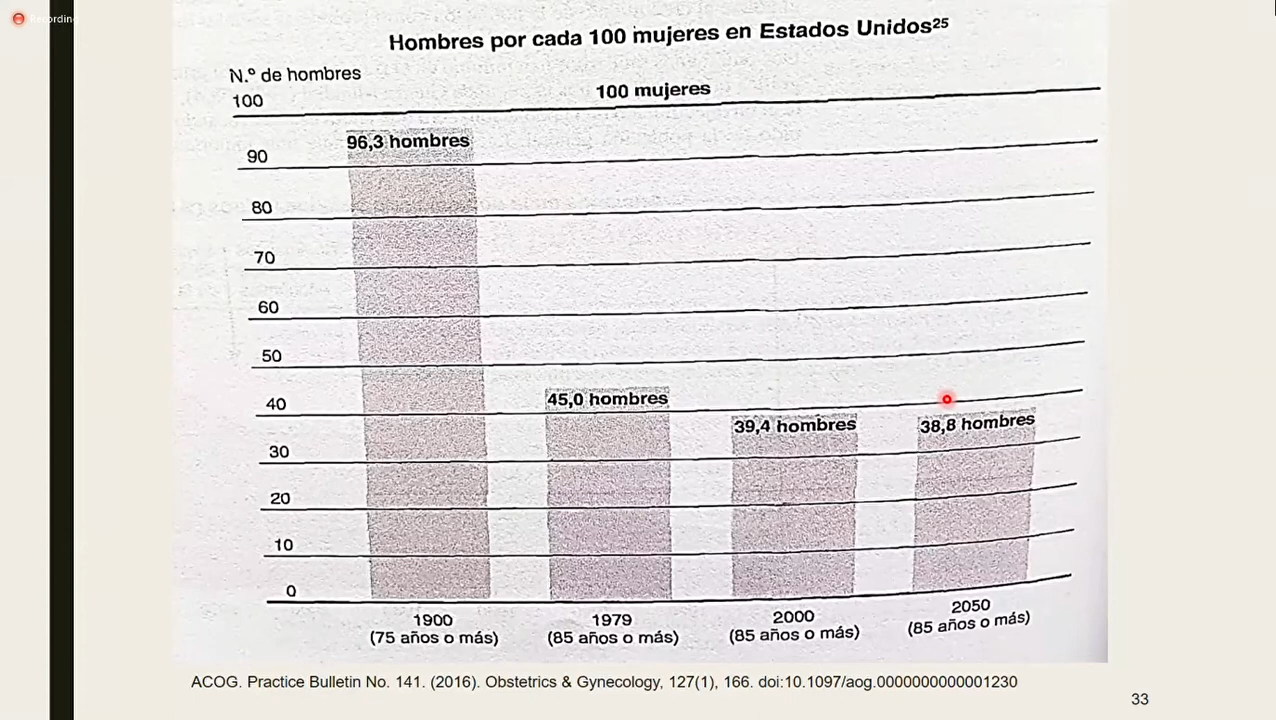 Recording
Hombres por cada 100 mujeres en Estados Unidos²⁵
N.º de hombres
100 mujeres
100
90
80
70
60
50
40
30
20
10
0
96,3 hombres
45,0 hombres
39,4 hombres
38,8 hombres
1900
(75 años o más)
1979
(85 años o más)
2000
(85 años o más)
2050
(85 años o más)
ACOG. Practice Bulletin No. 141. (2016). Obstetrics & Gynecology, 127(1), 166. doi:10.1097/aog.0000000000001230
33